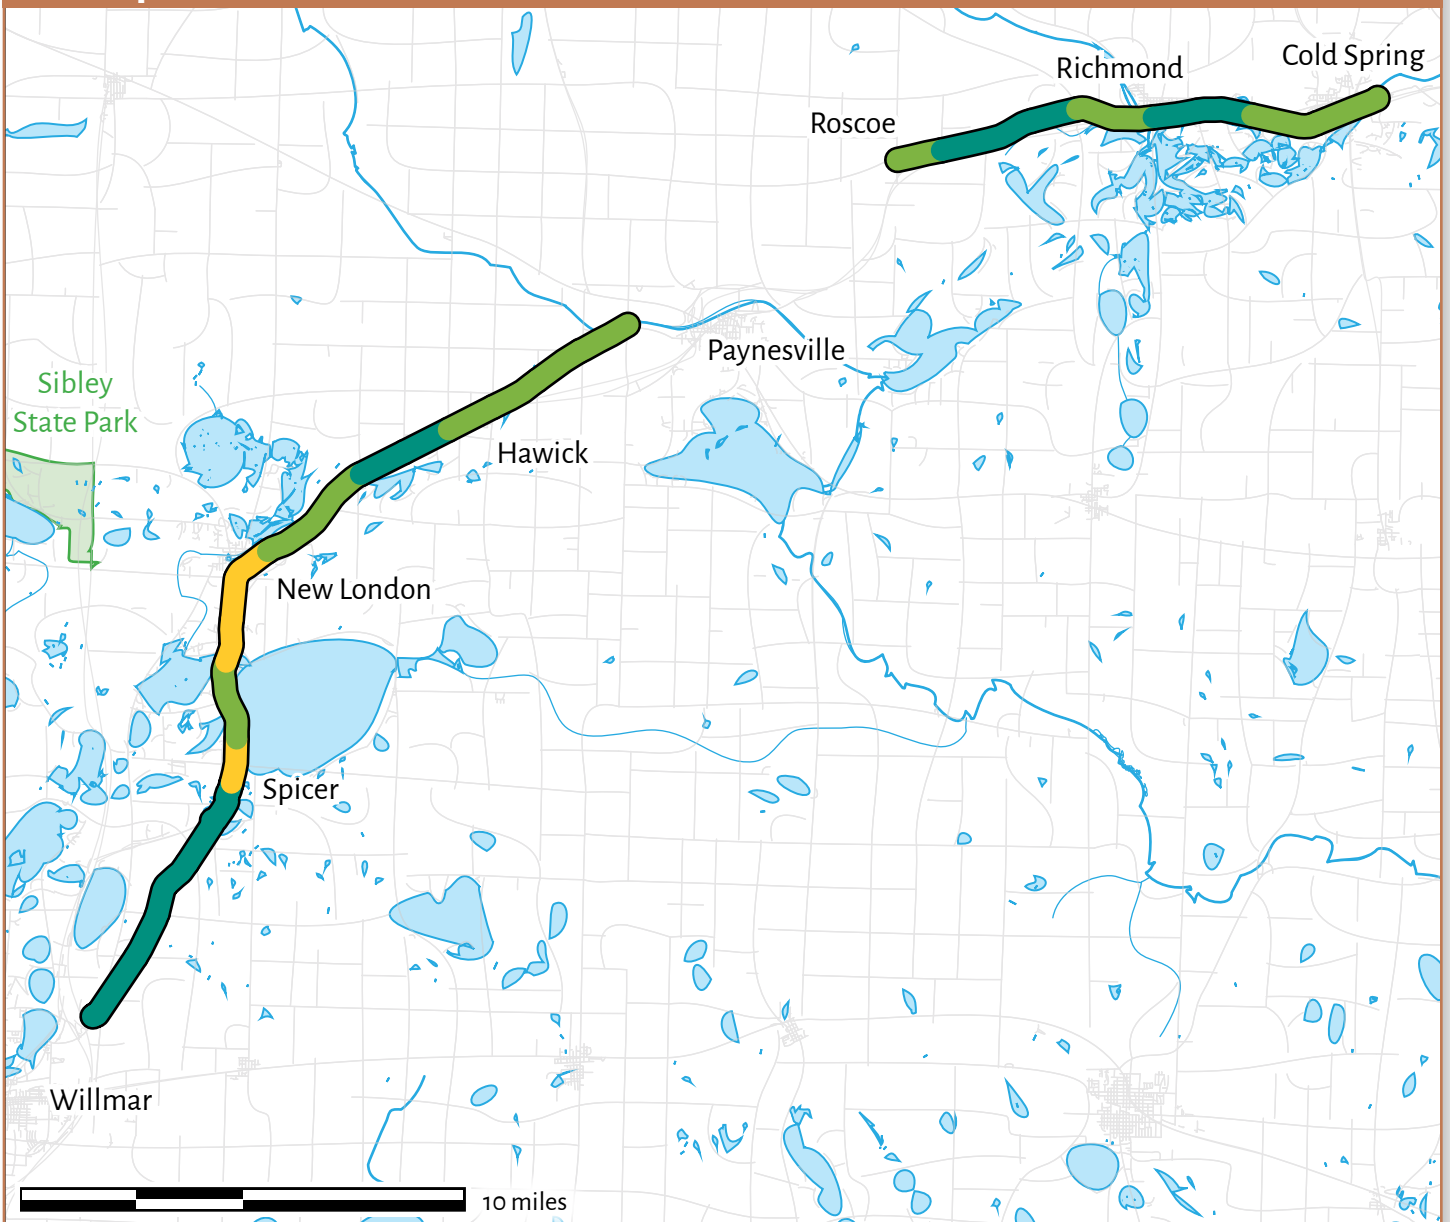 Cold Spring
Richmond
Roscoe
Paynesville
Sibley
State Park
Hawick
New London
Spicer
Willmar
10 miles